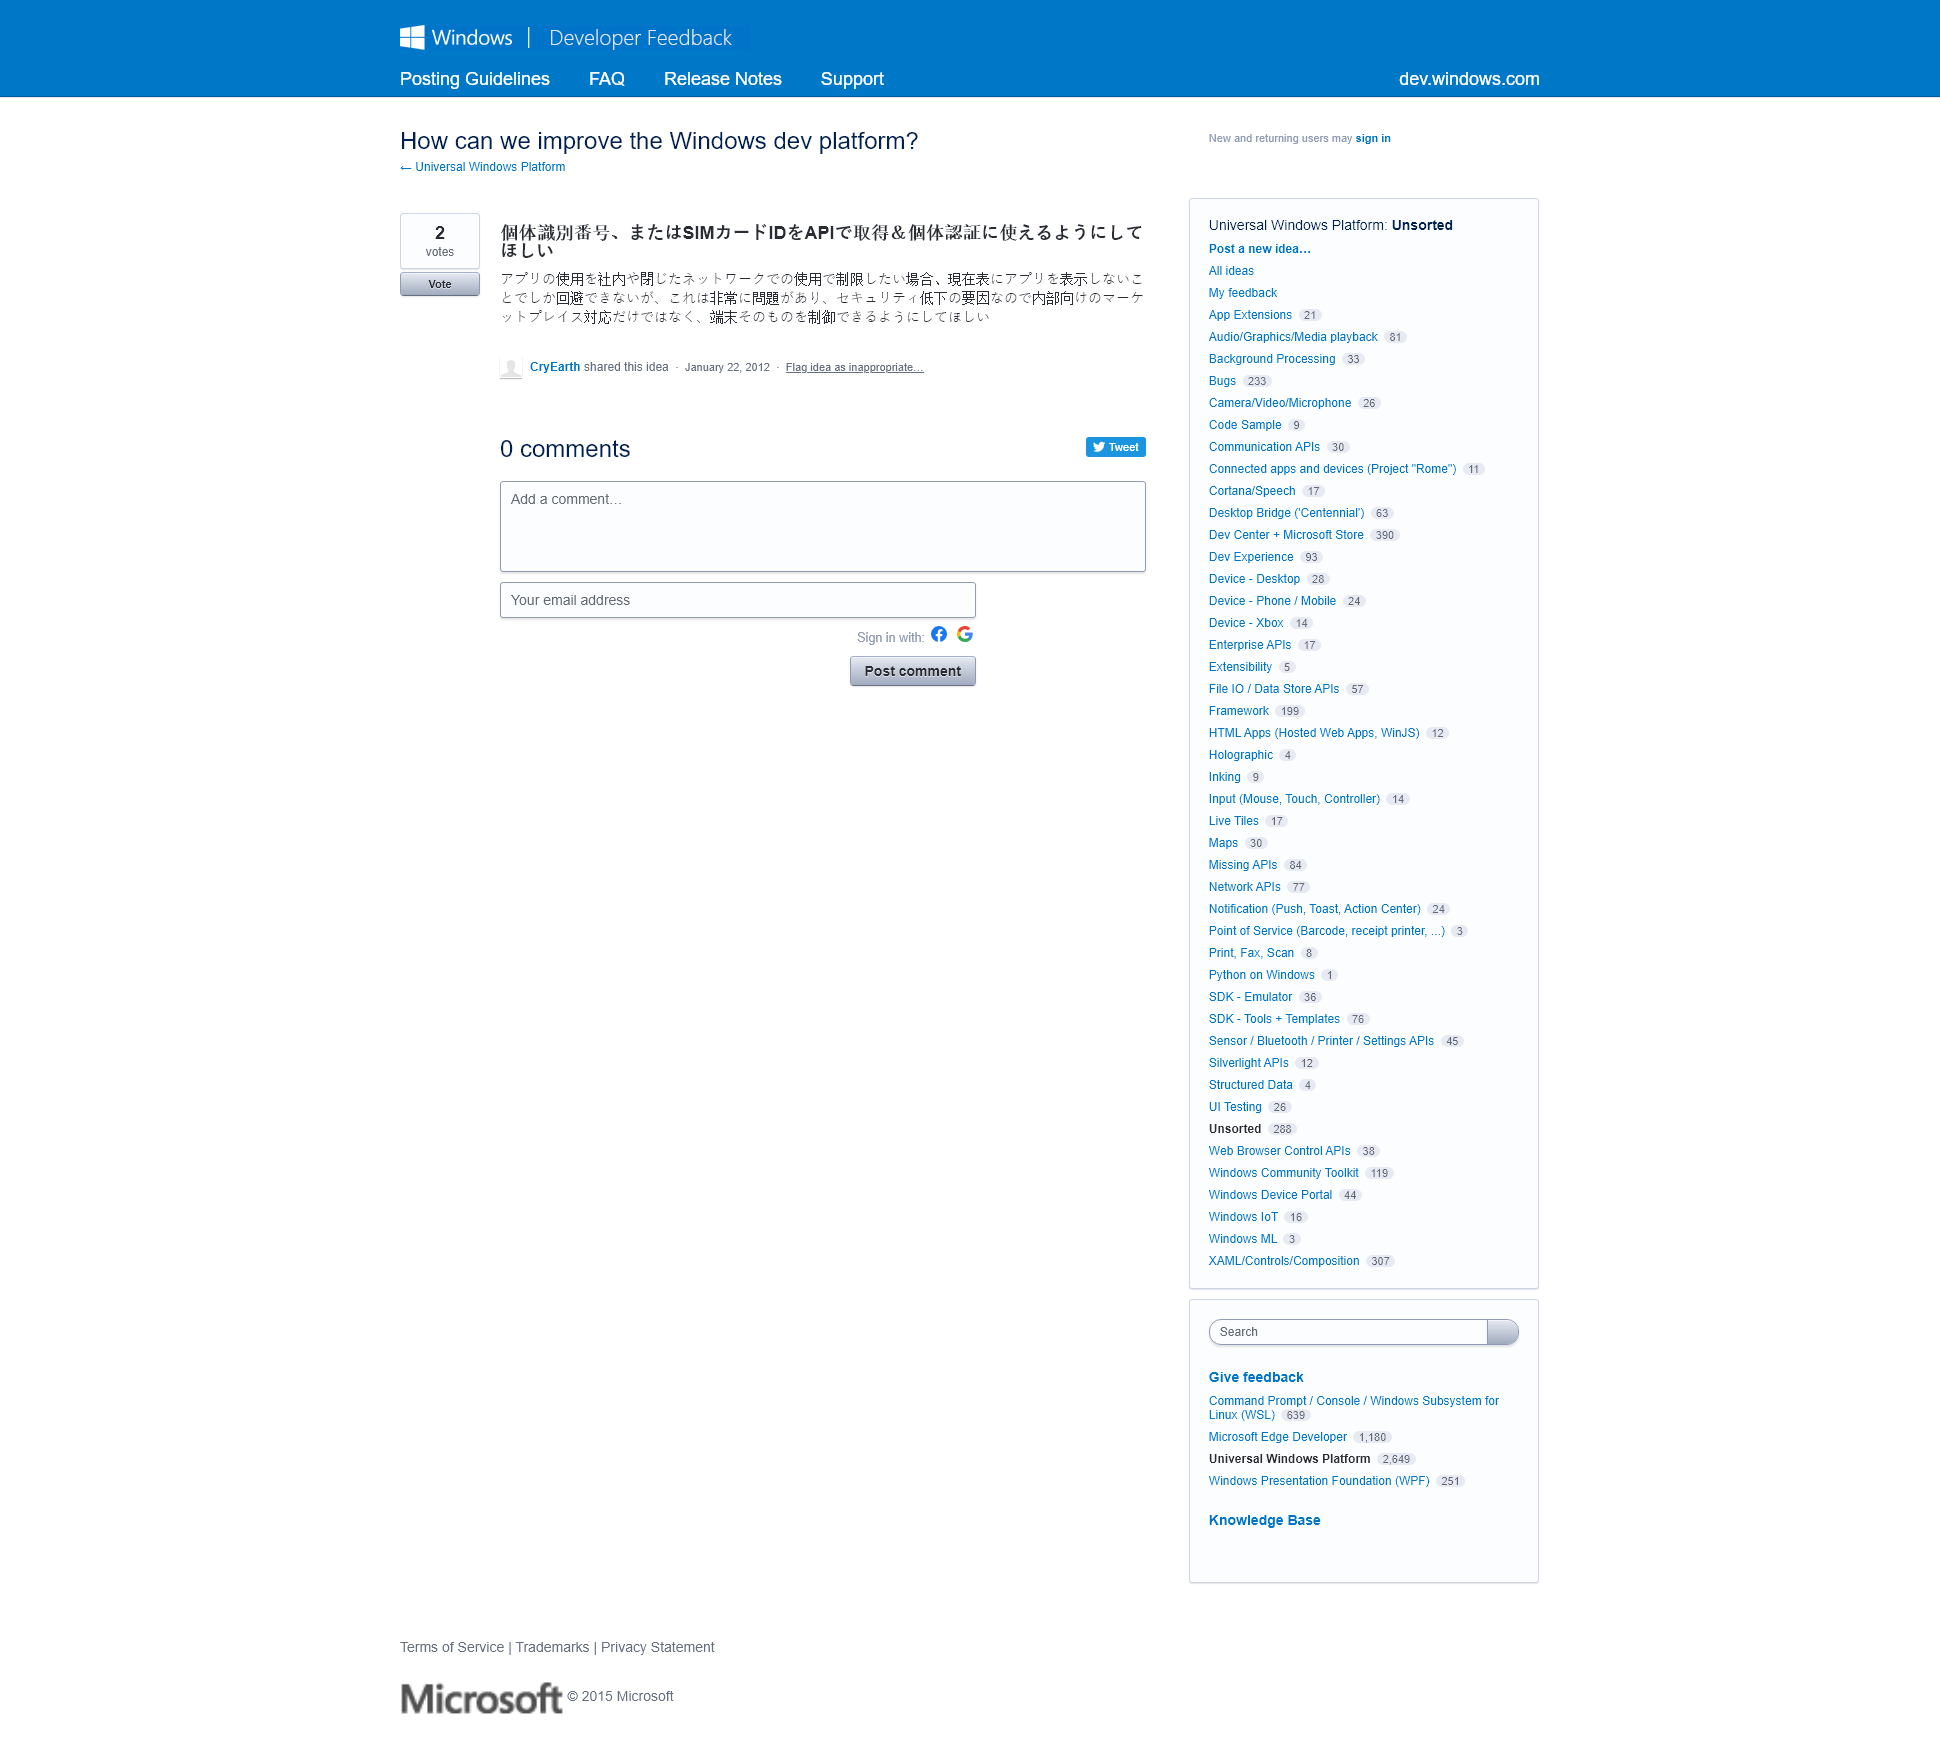 Windows | Developer Feedback
Posting Guidelines FAQ Release Notes Support dev.windows.com
How can we improve the Windows dev platform?
← Universal Windows Platform
New and returning users may sign in
2
votes
Vote
個体識別番号、またはSIMカードIDをAPIで取得＆個体認証に使えるようにして
ほしい
アプリの使用を社内や閉じたネットワークでの使用で制限したい場合、現在表にアプリを表示しないこ
とでしか回避できないが、これは非常に問題があり、セキュリティ低下の要因なので内部向けのマーケ
ットプレイス対応だけではなく、端末そのものを制御できるようにしてほしい
CryEarth shared this idea · January 22, 2012 · Flag idea as inappropriate…
0 comments
Tweet
Add a comment…
Your email address
Sign in with:
Post comment
Universal Windows Platform: Unsorted
Post a new idea…
All ideas
My feedback
App Extensions 21
Audio/Graphics/Media playback 81
Background Processing 33
Bugs 233
Camera/Video/Microphone 26
Code Sample 9
Communication APIs 30
Connected apps and devices (Project "Rome") 11
Cortana/Speech 17
Desktop Bridge ('Centennial') 63
Dev Center + Microsoft Store 390
Dev Experience 93
Device - Desktop 28
Device - Phone / Mobile 24
Device - Xbox 14
Enterprise APIs 17
Extensibility 5
File IO / Data Store APIs 57
Framework 199
HTML Apps (Hosted Web Apps, WinJS) 12
Holographic 4
Inking 9
Input (Mouse, Touch, Controller) 14
Live Tiles 17
Maps 30
Missing APIs 84
Network APIs 77
Notification (Push, Toast, Action Center) 24
Point of Service (Barcode, receipt printer, ...) 3
Print, Fax, Scan 8
Python on Windows 1
SDK - Emulator 36
SDK - Tools + Templates 76
Sensor / Bluetooth / Printer / Settings APIs 45
Silverlight APIs 12
Structured Data 4
UI Testing 26
Unsorted 288
Web Browser Control APIs 38
Windows Community Toolkit 119
Windows Device Portal 44
Windows IoT 16
Windows ML 3
XAML/Controls/Composition 307
Search
Give feedback
Command Prompt / Console / Windows Subsystem for
Linux (WSL) 639
Microsoft Edge Developer 1,180
Universal Windows Platform 2,649
Windows Presentation Foundation (WPF) 251
Knowledge Base
Terms of Service | Trademarks | Privacy Statement
Microsoft © 2015 Microsoft